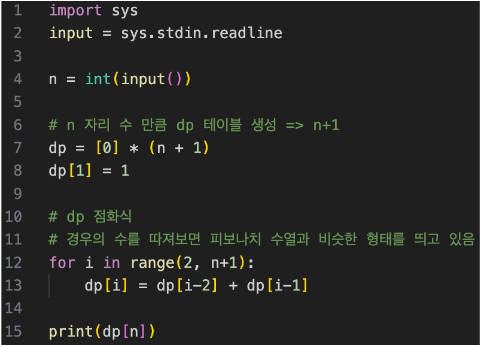 1 import sys
2 input = sys.stdin.readline
3
4 n = int(input())
5
6 # n 자리 수 만큼 dp 테이블 생성 => n+1
7 dp = [0] * (n + 1)
8 dp[1] = 1
9
10 # dp 점화식
11 # 경우의 수를 따져보면 피보나치 수열과 비슷한 형태를 띄고 있음
12 for i in range(2, n+1):
13     dp[i] = dp[i-2] + dp[i-1]
14
15 print(dp[n])